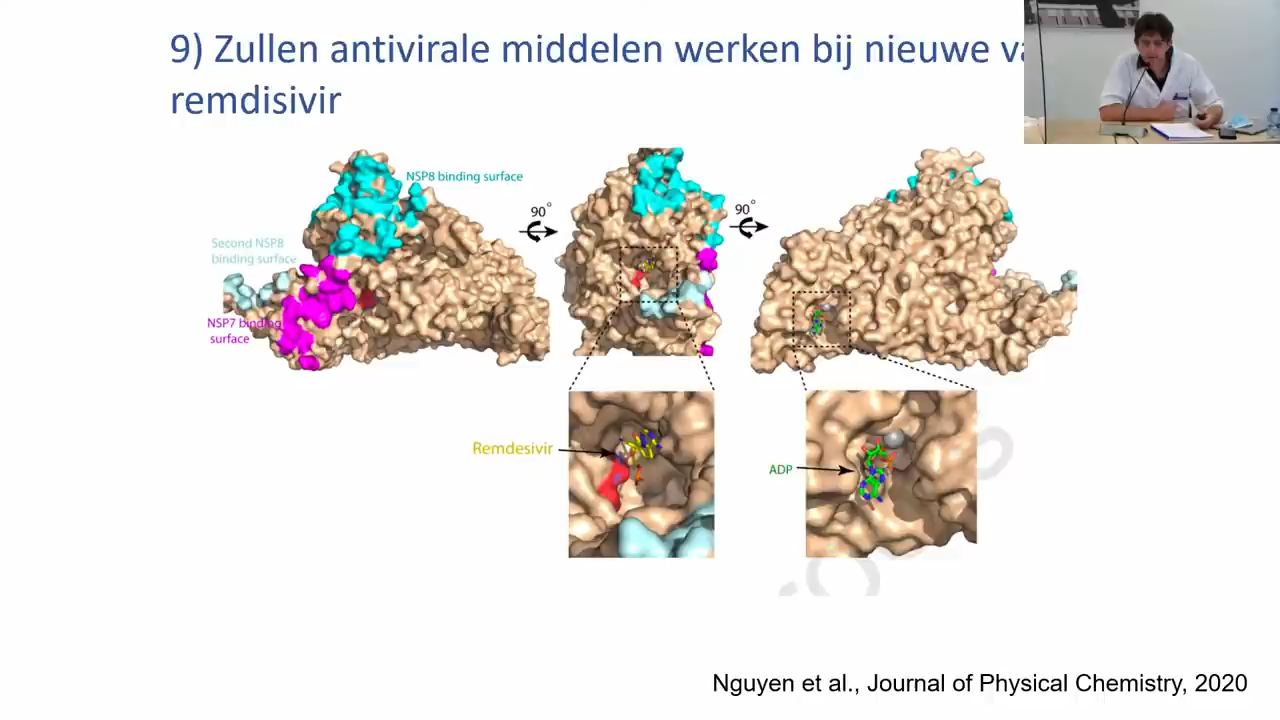 9) Zullen antivirale middelen werken bij nieuwe
remdisivir
NSP8 binding surface
90°
90°
Second NSP8
binding surface
NSP7 binding
surface
Remdesivir
ADP
Nguyen et al., Journal of Physical Chemistry, 2020